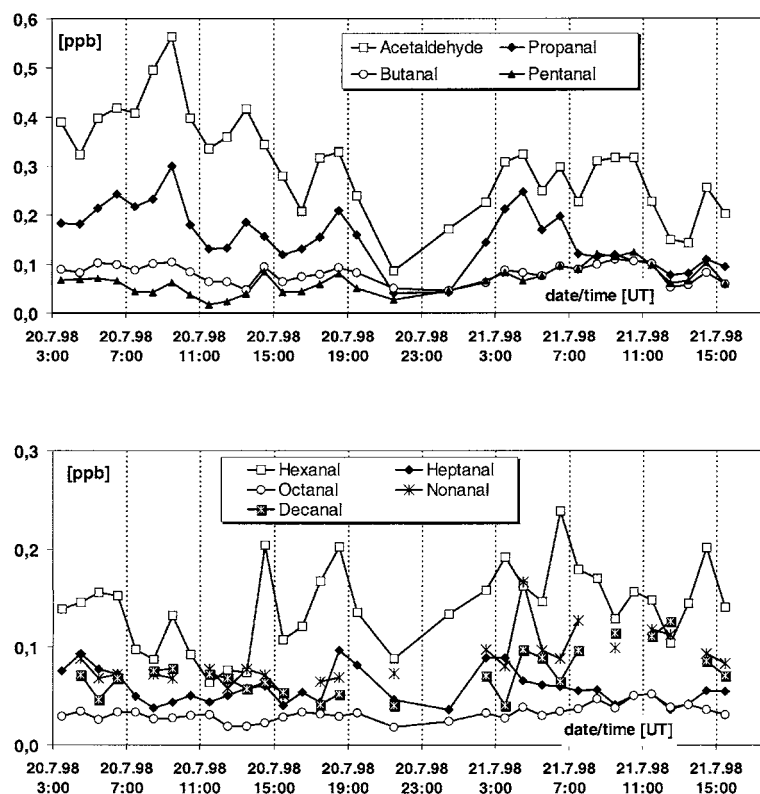 0,6
[ppb]
Acetaldehyde Propanal
Butanal Pentanal
0,5
0,4
0,3
0,2
0,1
0,0
date/time [UT]
20.7.98 20.7.98 20.7.98 20.7.98 20.7.98 20.7.98 21.7.98 21.7.98 21.7.98 21.7.98
3:00 7:00 11:00 15:00 19:00 23:00 3:00 7:00 11:00 15:00
0,3
[ppb]
Hexanal Heptanal
Octanal Nonanal
Decanal
0,2
0,1
0,0
date/time [UT]
20.7.98 20.7.98 20.7.98 20.7.98 20.7.98 20.7.98 21.7.98 21.7.98 21.7.98 21.7.98
3:00 7:00 11:00 15:00 19:00 23:00 3:00 7:00 11:00 15:00